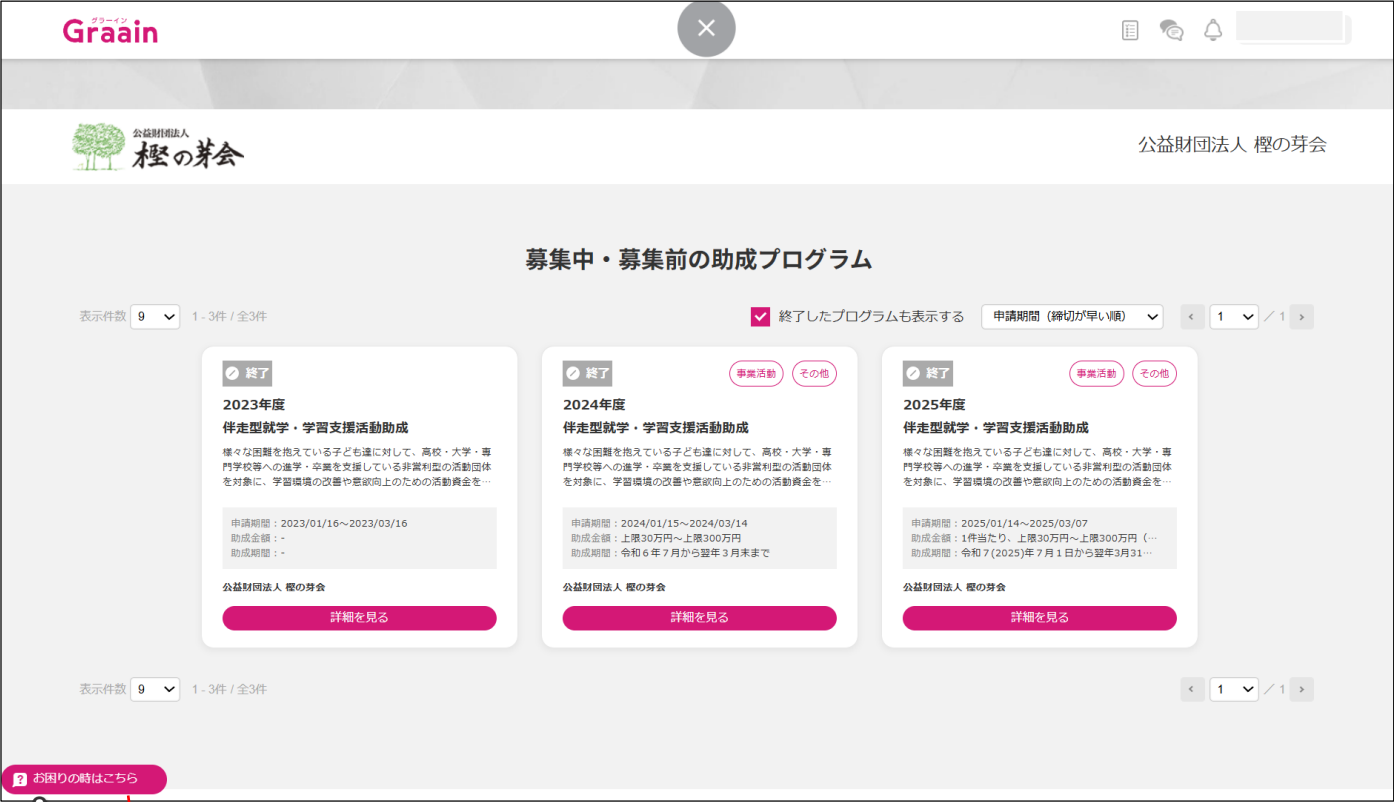 グラーイン
Graain
公益財団法人
樫の芽会
公益財団法人 樫の芽会
募集中・募集前の助成プログラム
表示件数 9 1 - 3件 / 全3件
終了したプログラムも表示する 申請期間（締切が早い順） 1 ／ 1
終了
2023年度
伴走型就学・学習支援活動助成
様々な困難を抱えている子ども達に対して、高校・大学・専
門学校等への進学・卒業を支援している非営利型の活動団体
を対象に、学習環境の改善や意欲向上のための活動資金を…
申請期間：2023/01/16～2023/03/16
助成金額：-
助成期間：-
公益財団法人 樫の芽会
詳細を見る
終了 事業活動 その他
2024年度
伴走型就学・学習支援活動助成
様々な困難を抱えている子ども達に対して、高校・大学・専
門学校等への進学・卒業を支援している非営利型の活動団体
を対象に、学習環境の改善や意欲向上のための活動資金を…
申請期間：2024/01/15～2024/03/14
助成金額：上限30万円～上限300万円
助成期間：令和６年７月から翌年３月末まで
公益財団法人 樫の芽会
詳細を見る
終了 事業活動 その他
2025年度
伴走型就学・学習支援活動助成
様々な困難を抱えている子ども達に対して、高校・大学・専
門学校等への進学・卒業を支援している非営利型の活動団体
を対象に、学習環境の改善や意欲向上のための活動資金を…
申請期間：2025/01/14～2025/03/07
助成金額：1件当たり、上限30万円～上限300万円（…
助成期間：令和７(2025)年７月１日から翌年3月31…
公益財団法人 樫の芽会
詳細を見る
表示件数 9 1 - 3件 / 全3件 1 ／ 1
お困りの時はこちら